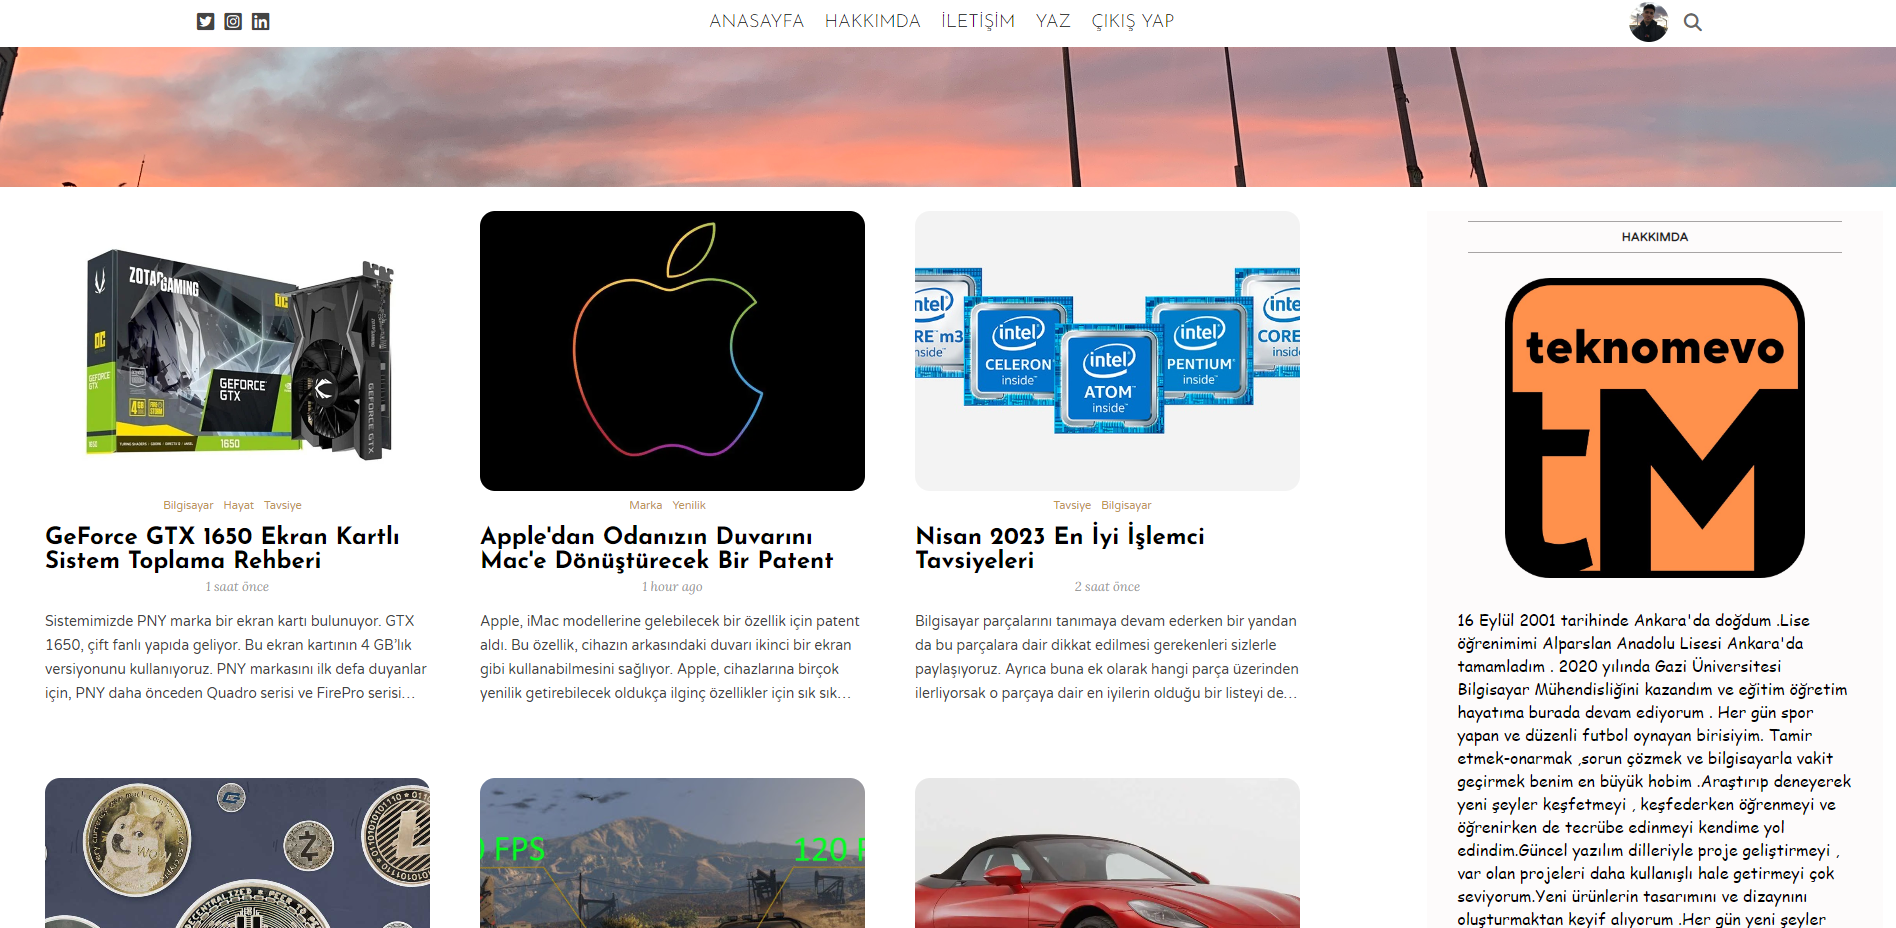 ANASAYFA HAKKIMDA İLETİŞİM YAZ ÇIKIŞ YAP
ZOTAC GAMING
GEFORCE GTX
1650
intel
CELERON
inside
intel
ATOM
inside
intel
PENTIUM
inside
Bilgisayar Hayat Tavsiye
GeForce GTX 1650 Ekran Kartlı
Sistem Toplama Rehberi
1 saat önce
Sistemimizde PNY marka bir ekran kartı bulunuyor. GTX
1650, çift fanlı yapıda geliyor. Bu ekran kartının 4 GB’lık
versiyonunu kullanıyoruz. PNY markasını ilk defa duyanlar
için, PNY daha önceden Quadro serisi ve FirePro serisi…
Marka Yenilik
Apple'dan Odanızın Duvarını
Mac'e Dönüştürecek Bir Patent
1 hour ago
Apple, iMac modellerine gelebilecek bir özellik için patent
aldı. Bu özellik, cihazın arkasındaki duvarı ikinci bir ekran
gibi kullanabilmesini sağlıyor. Apple, cihazlarına birçok
yenilik getirebilecek oldukça ilginç özellikler için sık sık…
Tavsiye Bilgisayar
Nisan 2023 En İyi İşlemci
Tavsiyeleri
2 saat önce
Bilgisayar parçalarını tanımaya devam ederken bir yandan
da bu parçalara dair dikkat edilmesi gerekenleri sizlerle
paylaşıyoruz. Ayrıca buna ek olarak hangi parça üzerinden
ilerliyorsak o parçaya dair en iyilerin olduğu bir listeyi de…
0 FPS
120 F
HAKKIMDA
teknomevo
tM
16 Eylül 2001 tarihinde Ankara'da doğdum .Lise
öğrenimimi Alparslan Anadolu Lisesi Ankara'da
tamamladım . 2020 yılında Gazi Üniversitesi
Bilgisayar Mühendisliğini kazandım ve eğitim öğretim
hayatıma burada devam ediyorum . Her gün spor
yapan ve düzenli futbol oynayan birisiyim. Tamir
etmek-onarmak ,sorun çözmek ve bilgisayarla vakit
geçirmek benim en büyük hobim .Araştırıp deneyerek
yeni şeyler keşfetmeyi , keşfederken öğrenmeyi ve
öğrenirken de tecrübe edinmeyi kendime yol
edindim.Güncel yazılım dilleriyle proje geliştirmeyi ,
var olan projeleri daha kullanışlı hale getirmeyi çok
seviyorum.Yeni ürünlerin tasarımını ve dizaynını
oluşturmaktan keyif alıyorum .Her gün yeni şeyler